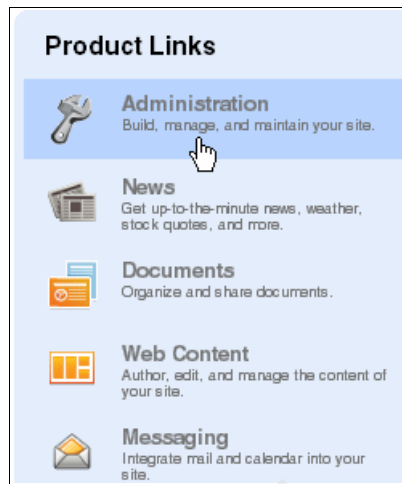 Product Links
Administration
Build, manage, and maintain your site.
News
Get up-to-the-minute news, weather,
stock quotes, and more.
Documents
Organize and share documents.
Web Content
Author, edit, and manage the content of
your site.
Messaging
Integrate mail and calendar into your
site.